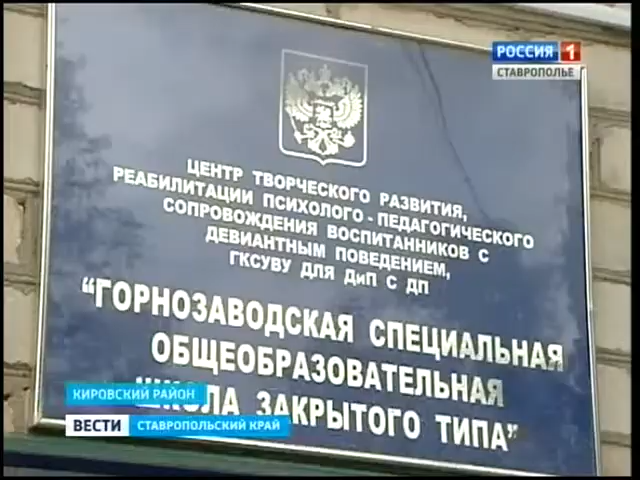 РОССИЯ 1
СТАВРОПОЛЬЕ
ЦЕНТР ТВОРЧЕСКОГО РАЗВИТИЯ,
РЕАБИЛИТАЦИИ ПСИХОЛОГО - ПЕДАГОГИЧЕСКОГО
СОПРОВОЖДЕНИЯ ВОСПИТАННИКОВ С
ДЕВИАНТНЫМ ПОВЕДЕНИЕМ,
ГКСУВУ ДЛЯ ДиП С ДП
"ГОРНОЗАВОДСКАЯ СПЕЦИАЛЬНАЯ
ОБЩЕОБРАЗОВАТЕЛЬНАЯ
ШКОЛА ЗАКРЫТОГО ТИПА"
КИРОВСКИЙ РАЙОН
ВЕСТИ СТАВРОПОЛЬСКИЙ КРАЙ